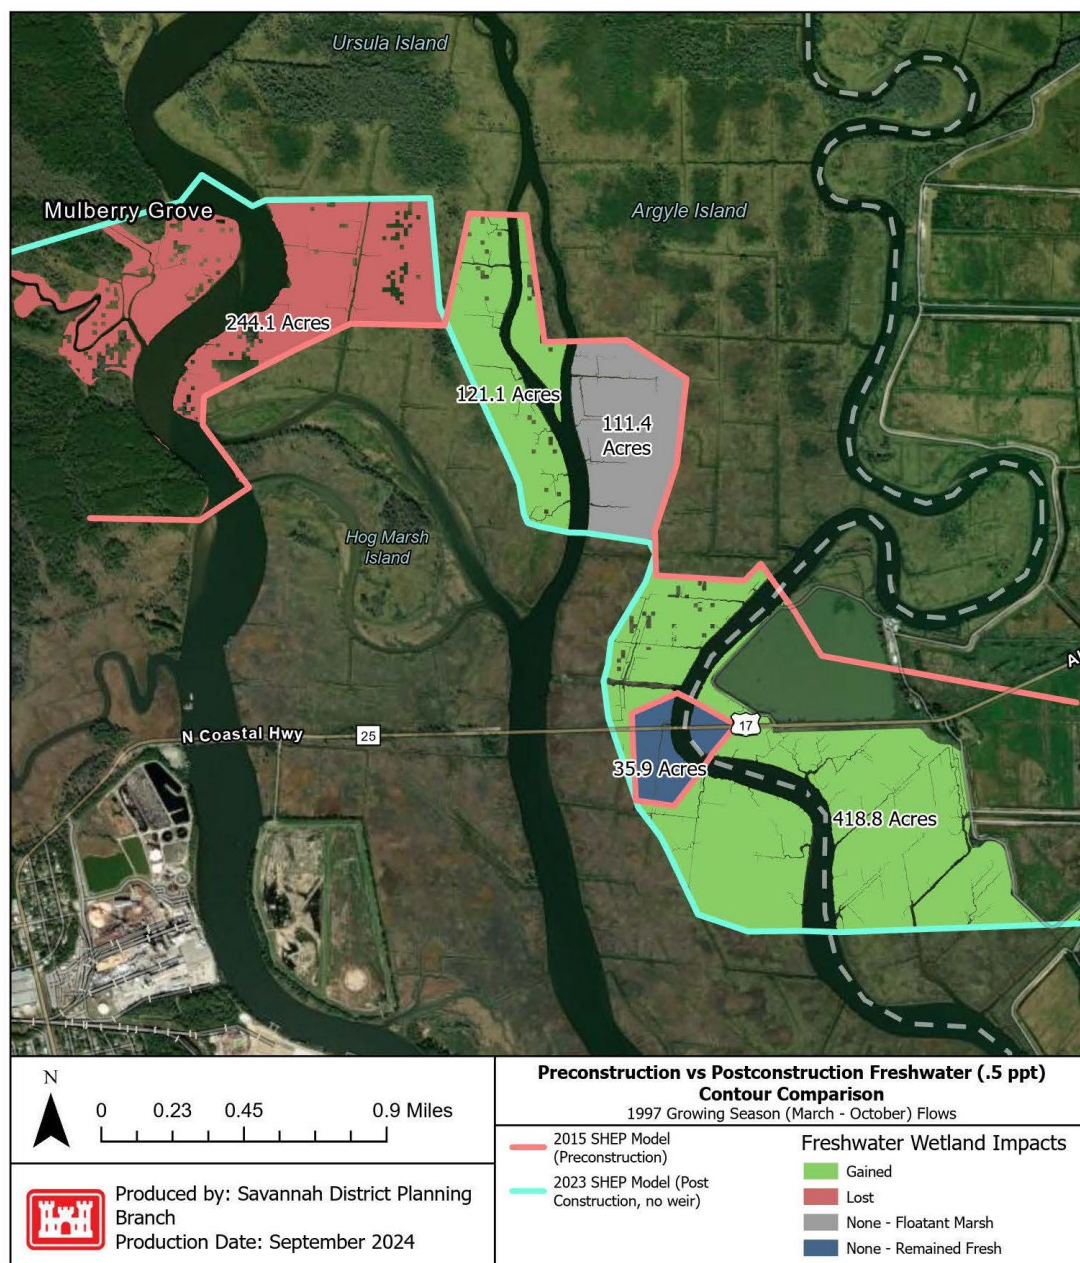 Ursula Island
Mulberry Grove
Argyle Island
244.1 Acres
121.1 Acres
111.4
Acres
Hog Marsh
Island
N Coastal Hwy
25
17
35.9 Acres
418.8 Acres
N
0 0.23 0.45 0.9 Miles
Produced by: Savannah District Planning
Branch
Production Date: September 2024
Preconstruction vs Postconstruction Freshwater (.5 ppt)
Contour Comparison
1997 Growing Season (March - October) Flows
2015 SHEP Model
(Preconstruction)
2023 SHEP Model (Post
Construction, no weir)
Freshwater Wetland Impacts
Gained
Lost
None - Floatant Marsh
None - Remained Fresh